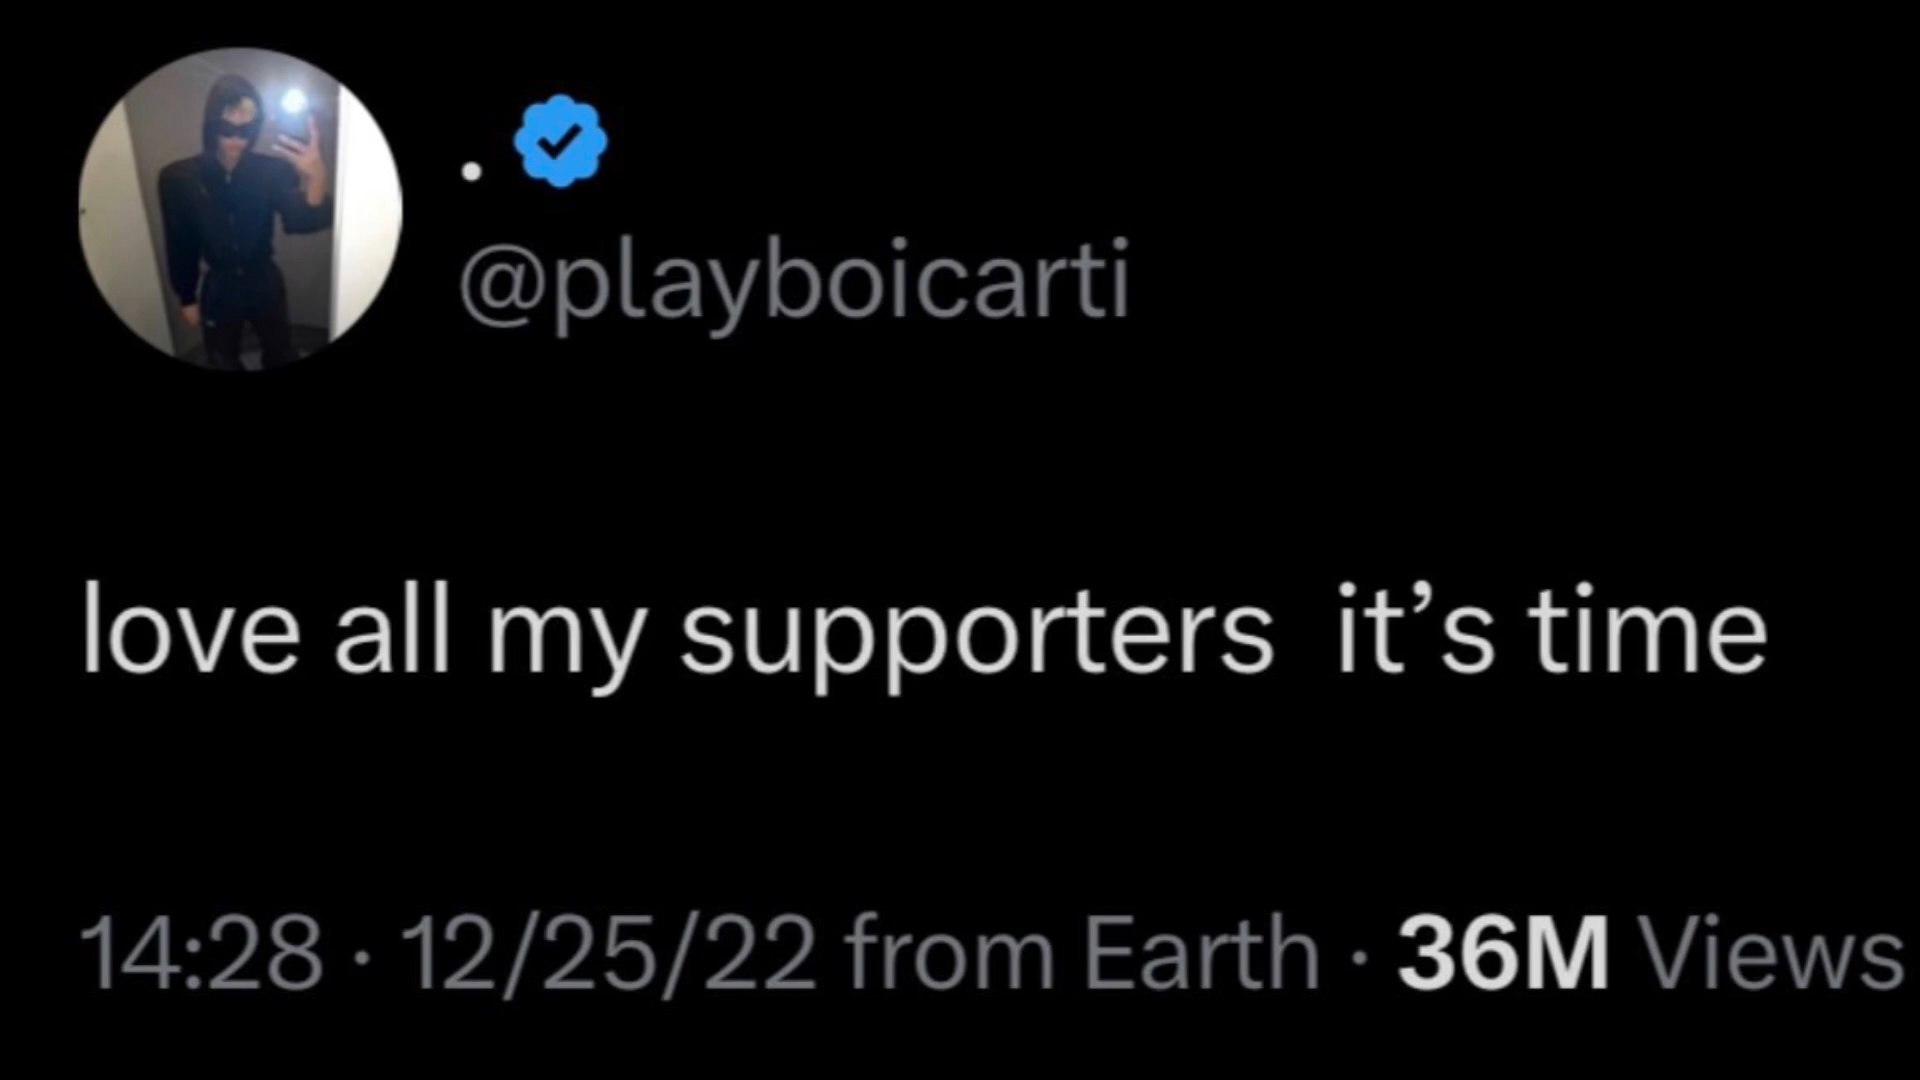 .
@playboicarti
love all my supporters  it’s time
14:28 · 12/25/22 from Earth · 36M Views